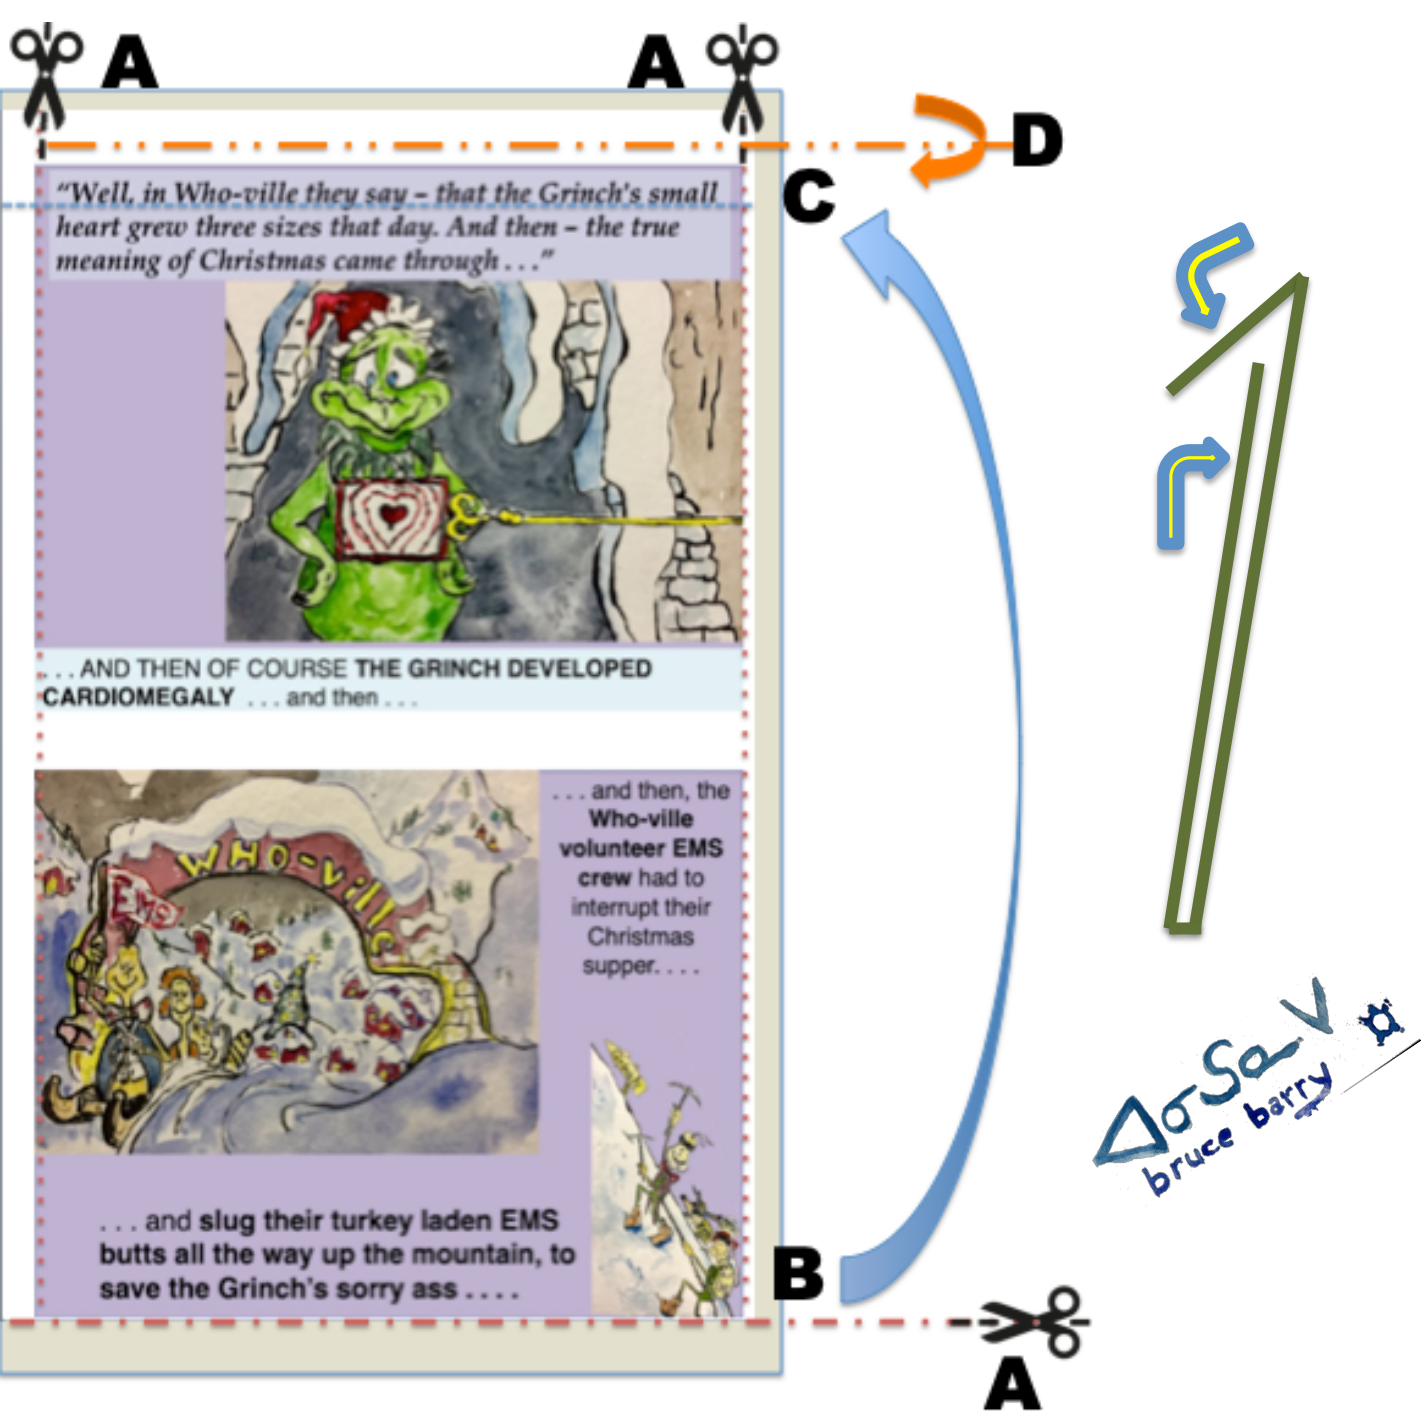 A
A
D
C
“Well, in Who-ville they say – that the Grinch's small
heart grew three sizes that day. And then – the true
meaning of Christmas came through . . .”
. . . AND THEN OF COURSE THE GRINCH DEVELOPED
CARDIOMEGALY . . . and then . . .
WHO-Ville
EMS
. . . and then, the
Who-ville
volunteer EMS
crew had to
interrupt their
Christmas
supper. . . .
. . . and slug their turkey laden EMS
butts all the way up the mountain, to
save the Grinch's sorry ass . . . .
B
A
bruce barry